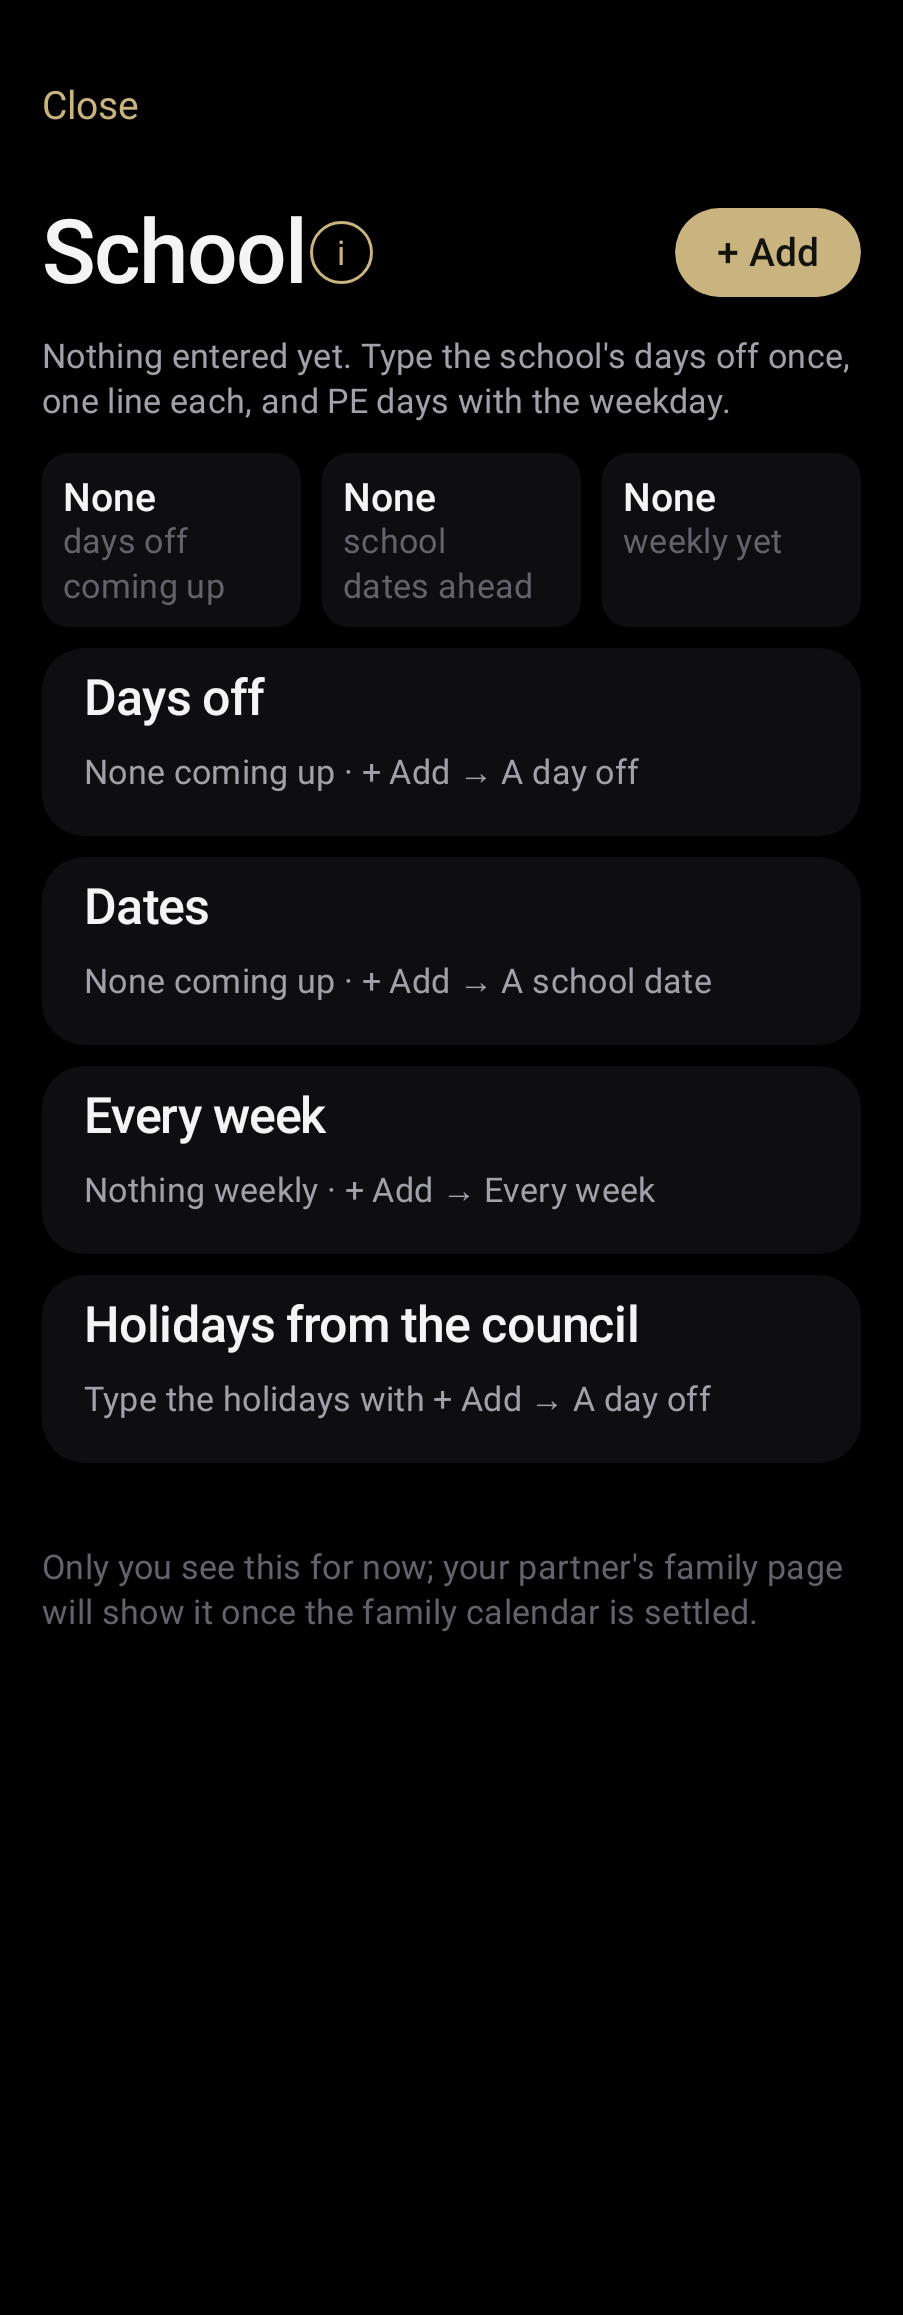 Close
School i
+ Add
Nothing entered yet. Type the school's days off once,
one line each, and PE days with the weekday.
None
days off
coming up
None
school
dates ahead
None
weekly yet
Days off
None coming up · + Add → A day off
Dates
None coming up · + Add → A school date
Every week
Nothing weekly · + Add → Every week
Holidays from the council
Type the holidays with + Add → A day off
Only you see this for now; your partner's family page
will show it once the family calendar is settled.